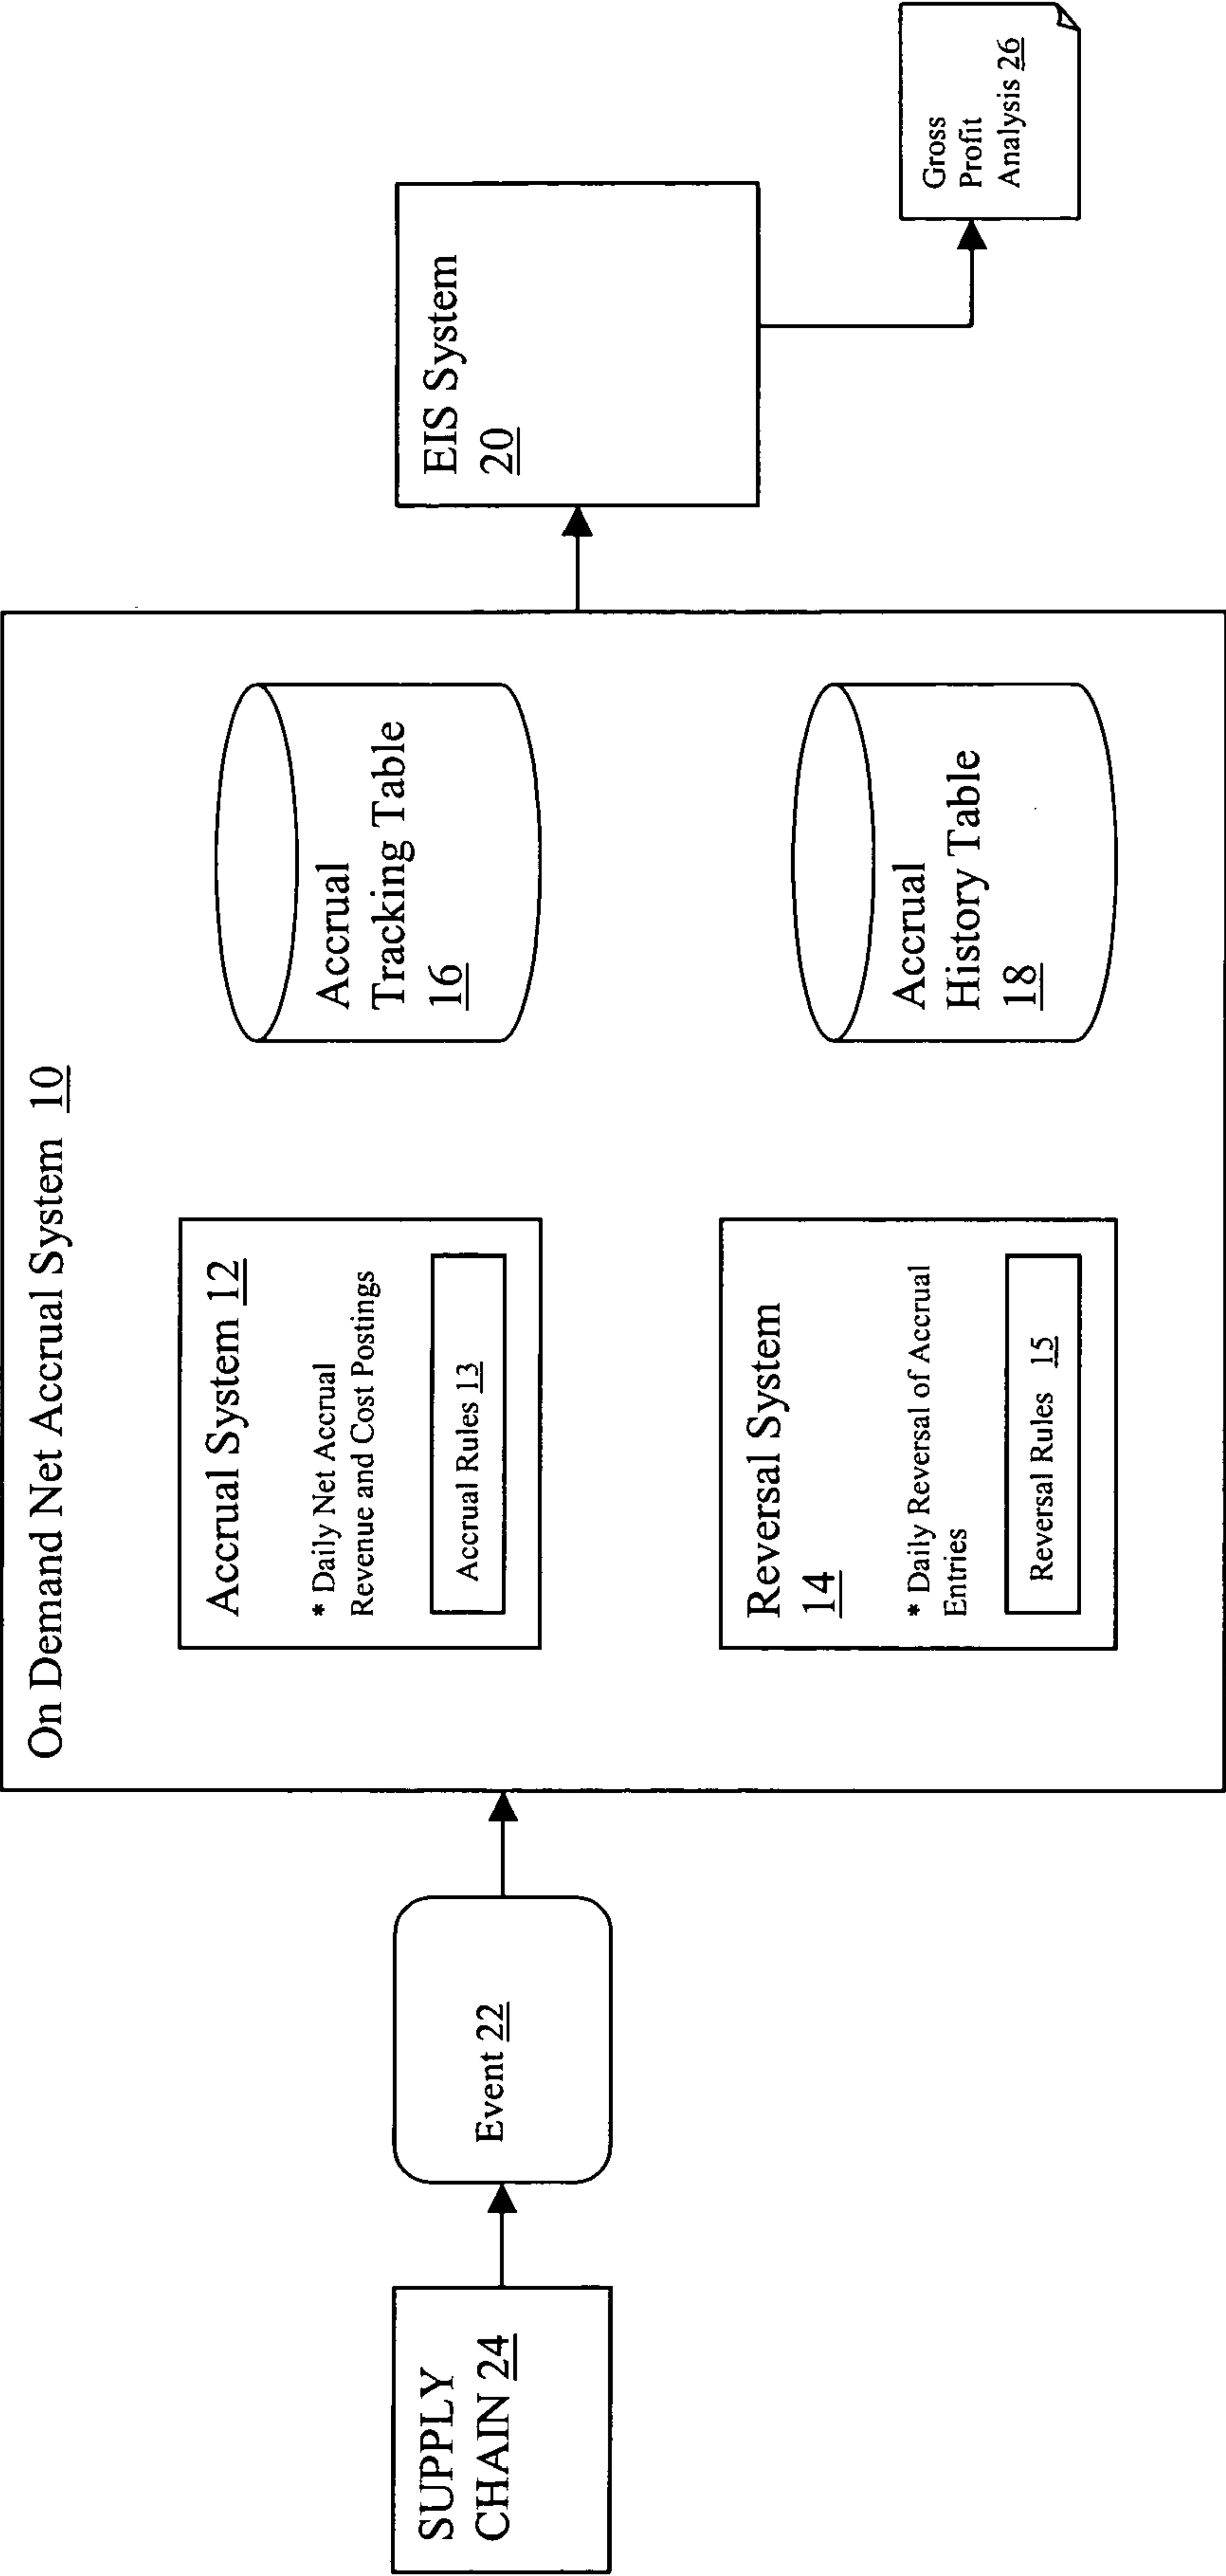 On Demand Net Accrual System 10
SUPPLY
CHAIN 24
Event 22
Accrual System 12
* Daily Net Accrual
Revenue and Cost Postings
Accrual Rules 13
Reversal System
14
* Daily Reversal of Accrual
Entries
Reversal Rules 15
Accrual
Tracking Table
16
Accrual
History Table
18
EIS System
20
Gross
Profit
Analysis 26